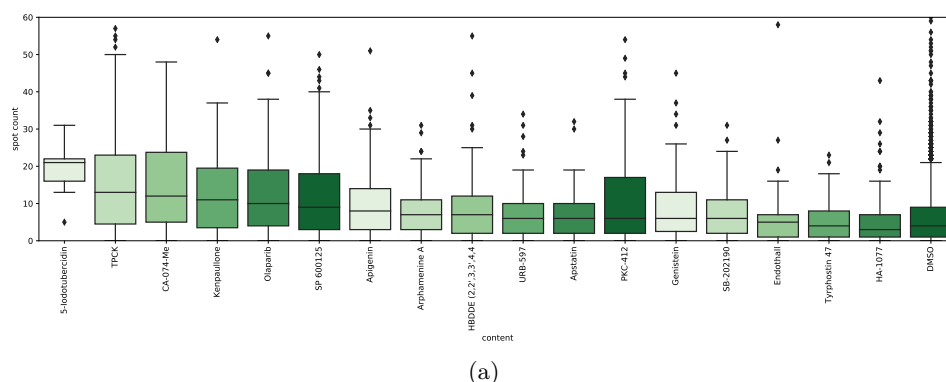 60
50
40
30
20
10
0
spot count
5-Iodotubercidin
TPCK
CA-074-Me
Kenpaullone
Olaparib
SP 600125
Apigenin
Arphamenine A
HBDDE (2,2',3,3',4,4
URB-597
Apstatin
PKC-412
Genistein
SB-202190
Endothall
Tyrphostin 47
HA-1077
DMSO
content
(a)